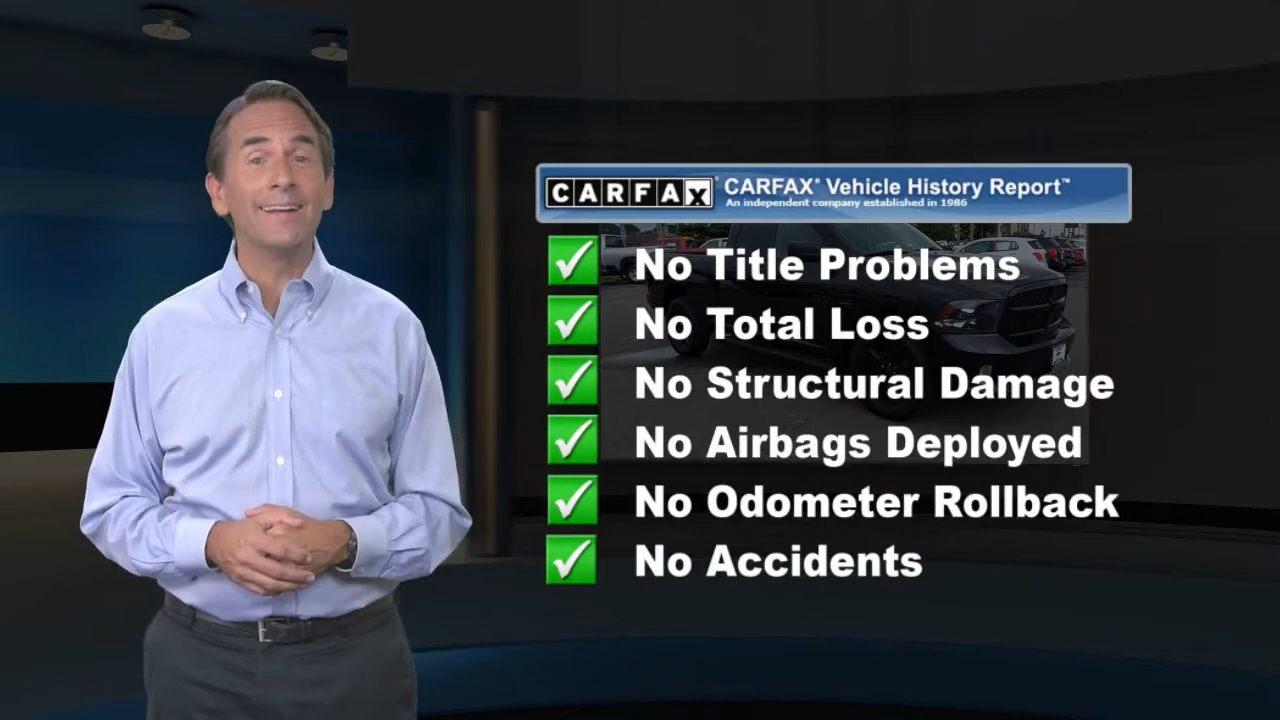 CARFAX® CARFAX® Vehicle History Report™
An independent company established in 1986
No Title Problems
No Total Loss
No Structural Damage
No Airbags Deployed
No Odometer Rollback
No Accidents